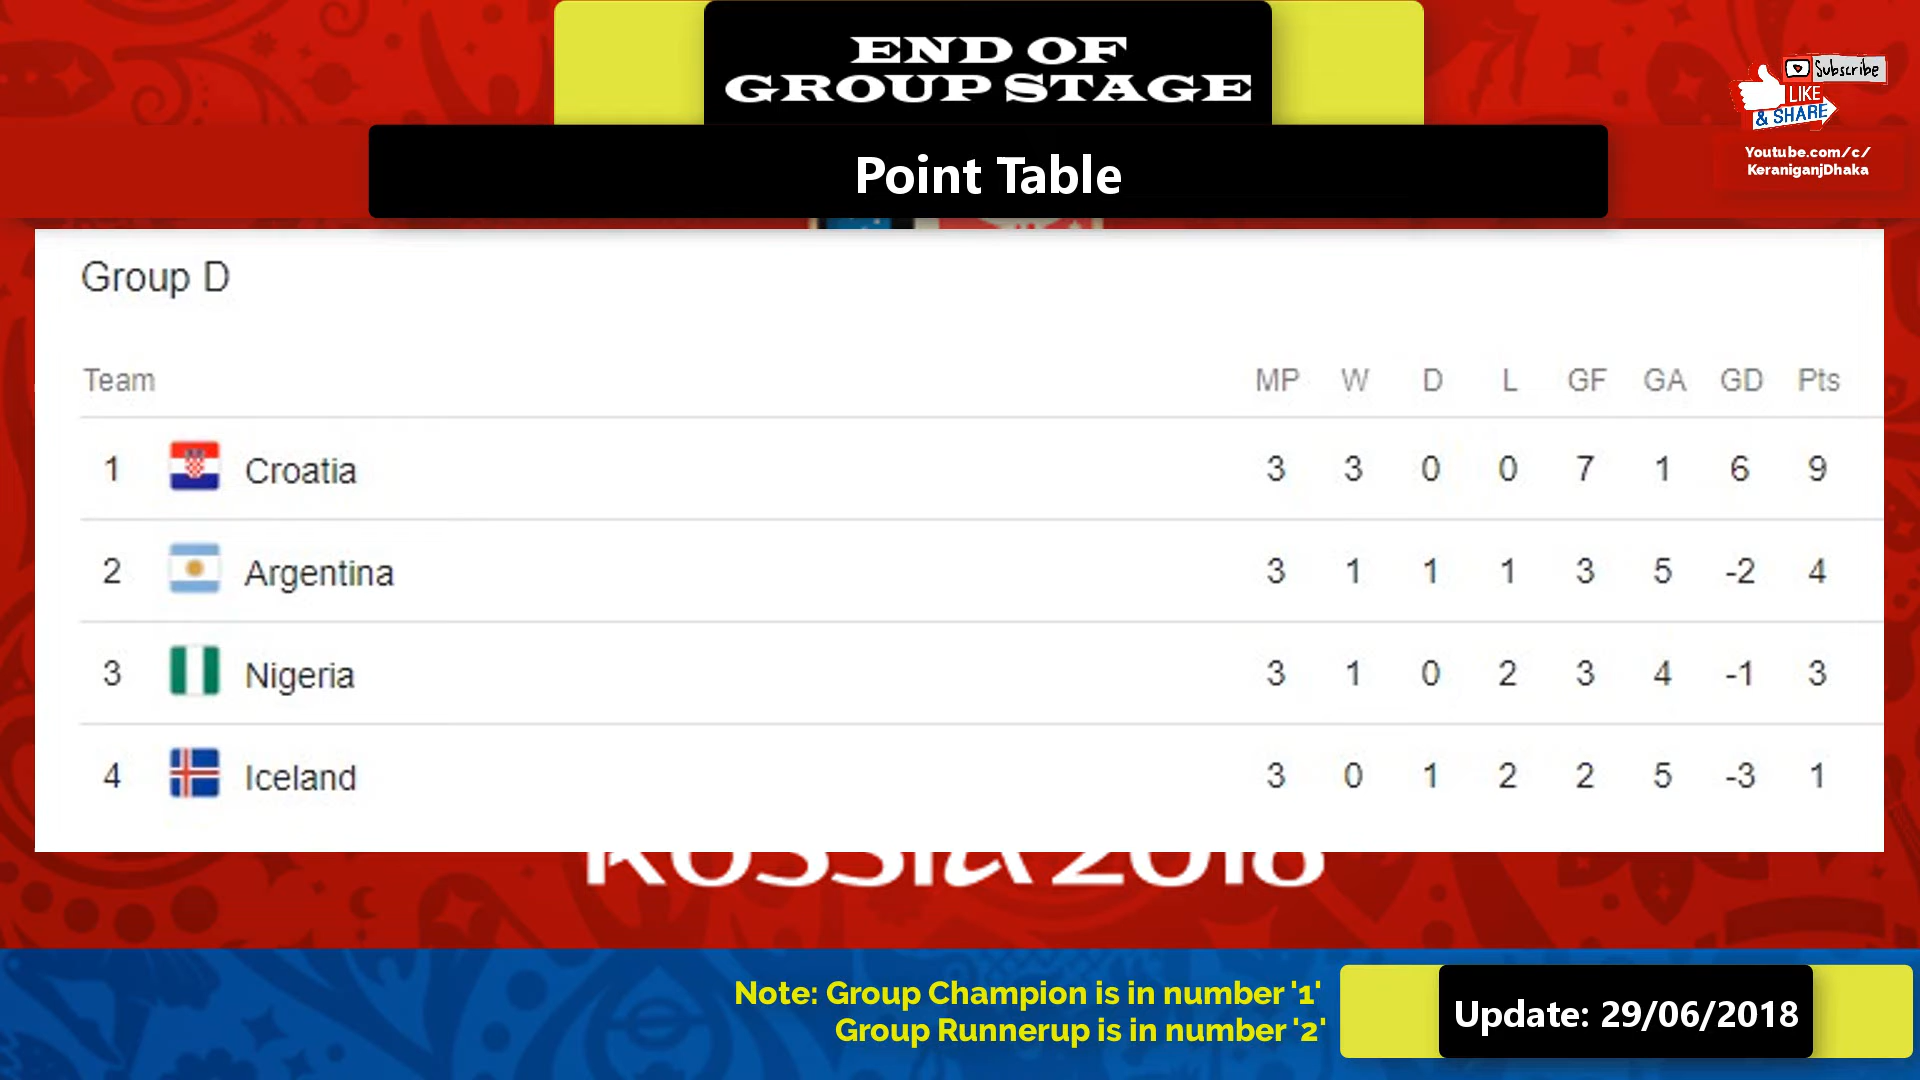 END OF
GROUP STAGE
Point Table
Subscribe
LIKE
& SHARE
Youtube.com/c/
KeraniganjDhaka
Group D
Team MP W D L GF GA GD Pts
1 Croatia 3 3 0 0 7 1 6 9
2 Argentina 3 1 1 1 3 5 -2 4
3 Nigeria 3 1 0 2 3 4 -1 3
4 Iceland 3 0 1 2 2 5 -3 1
RUSSIA 2018
Note: Group Champion is in number '1'
Group Runnerup is in number '2'
Update: 29/06/2018